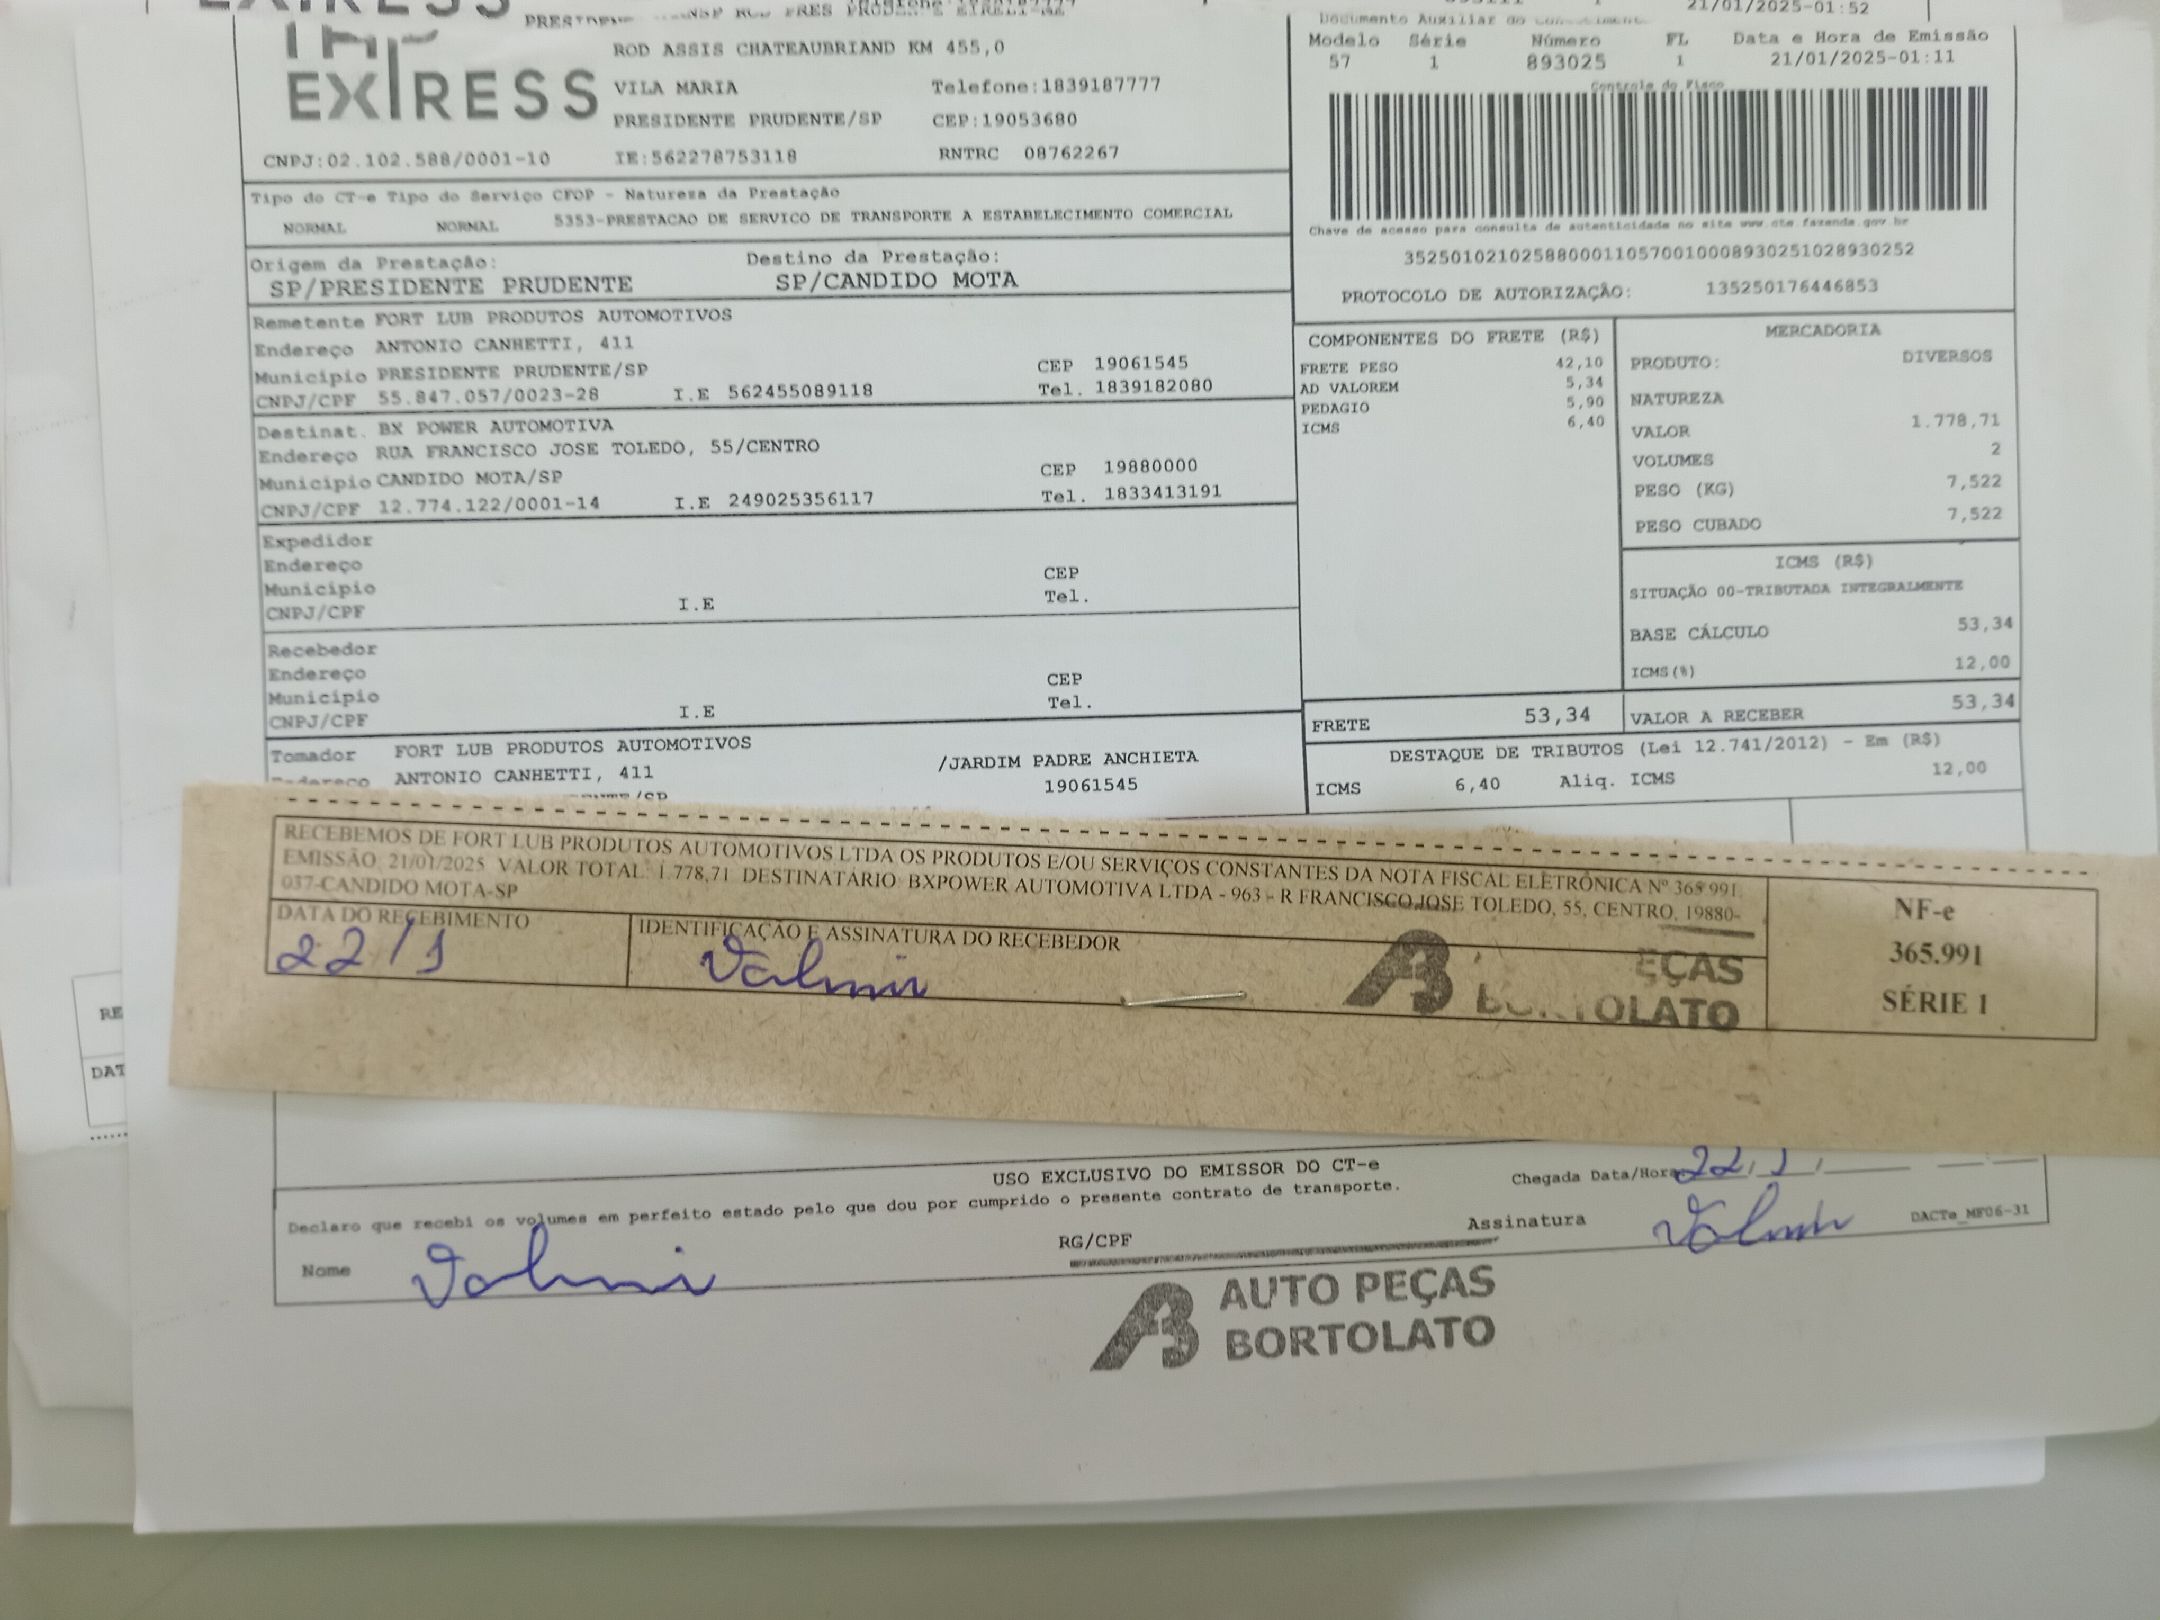 EXPRESS
21/01/2025-01:52
Documento Auxiliar do
ROD ASSIS CHATEAUBRIAND KM 455,0
VILA MARIA Telefone:1839187777
PRESIDENTE PRUDENTE/SP CEP:19053680
CNPJ:02.102.588/0001-10 IE:562278753118 RNTRC 08762267
Modelo Série Número FL Data e Hora de Emissão
57 1 893025 1 21/01/2025-01:11
Controle do Fisco
Chave de acesso para consulta de autenticidade no site www.cte.fazenda.gov.br
35250102102588000110570010008930251028930252
PROTOCOLO DE AUTORIZAÇÃO: 135250176446853
Tipo do CT-e Tipo do Serviço CFOP - Natureza da Prestação
NORMAL NORMAL 5353-PRESTACAO DE SERVICO DE TRANSPORTE A ESTABELECIMENTO COMERCIAL
Origem da Prestação: Destino da Prestação:
SP/PRESIDENTE PRUDENTE SP/CANDIDO MOTA
Remetente FORT LUB PRODUTOS AUTOMOTIVOS
Endereço ANTONIO CANHETTI, 411
Município PRESIDENTE PRUDENTE/SP CEP 19061545
CNPJ/CPF 55.847.057/0023-28 I.E 562455089118 Tel. 1839182080
Destinat. BX POWER AUTOMOTIVA
Endereço RUA FRANCISCO JOSE TOLEDO, 55/CENTRO
Município CANDIDO MOTA/SP CEP 19880000
CNPJ/CPF 12.774.122/0001-14 I.E 249025356117 Tel. 1833413191
Expedidor
Endereço
Município CEP
CNPJ/CPF I.E Tel.
Recebedor
Endereço
Município CEP
CNPJ/CPF I.E Tel.
Tomador FORT LUB PRODUTOS AUTOMOTIVOS
Endereço ANTONIO CANHETTI, 411 /JARDIM PADRE ANCHIETA
19061545
COMPONENTES DO FRETE (R$)
FRETE PESO 42,10
AD VALOREM 5,34
PEDAGIO 5,90
ICMS 6,40
MERCADORIA
PRODUTO: DIVERSOS
NATUREZA
VALOR 1.778,71
VOLUMES 2
PESO (KG) 7,522
PESO CUBADO 7,522
ICMS (R$)
SITUAÇÃO 00-TRIBUTADA INTEGRALMENTE
BASE CÁLCULO 53,34
ICMS(%) 12,00
FRETE 53,34 VALOR A RECEBER 53,34
DESTAQUE DE TRIBUTOS (Lei 12.741/2012) - Em (R$)
ICMS 6,40 Aliq. ICMS 12,00
RECEBEMOS DE FORT LUB PRODUTOS AUTOMOTIVOS LTDA OS PRODUTOS E/OU SERVIÇOS CONSTANTES DA NOTA FISCAL ELETRÔNICA Nº 365.991.
EMISSÃO: 21/01/2025 VALOR TOTAL: 1.778,71 DESTINATÁRIO: BXPOWER AUTOMOTIVA LTDA - 963 - R FRANCISCO JOSE TOLEDO, 55, CENTRO, 19880-
037-CANDIDO MOTA-SP
DATA DO RECEBIMENTO IDENTIFICAÇÃO E ASSINATURA DO RECEBEDOR
22/1 Valmir
EÇAS
BORTOLATO
NF-e
365.991
SÉRIE 1
RE
DAT
USO EXCLUSIVO DO EMISSOR DO CT-e
Declaro que recebi os volumes em perfeito estado pelo que dou por cumprido o presente contrato de transporte.
Chegada Data/Hora 22/1/
Nome Valmir RG/CPF Assinatura Valmir DACTe_MF06-31
AB AUTO PEÇAS
BORTOLATO